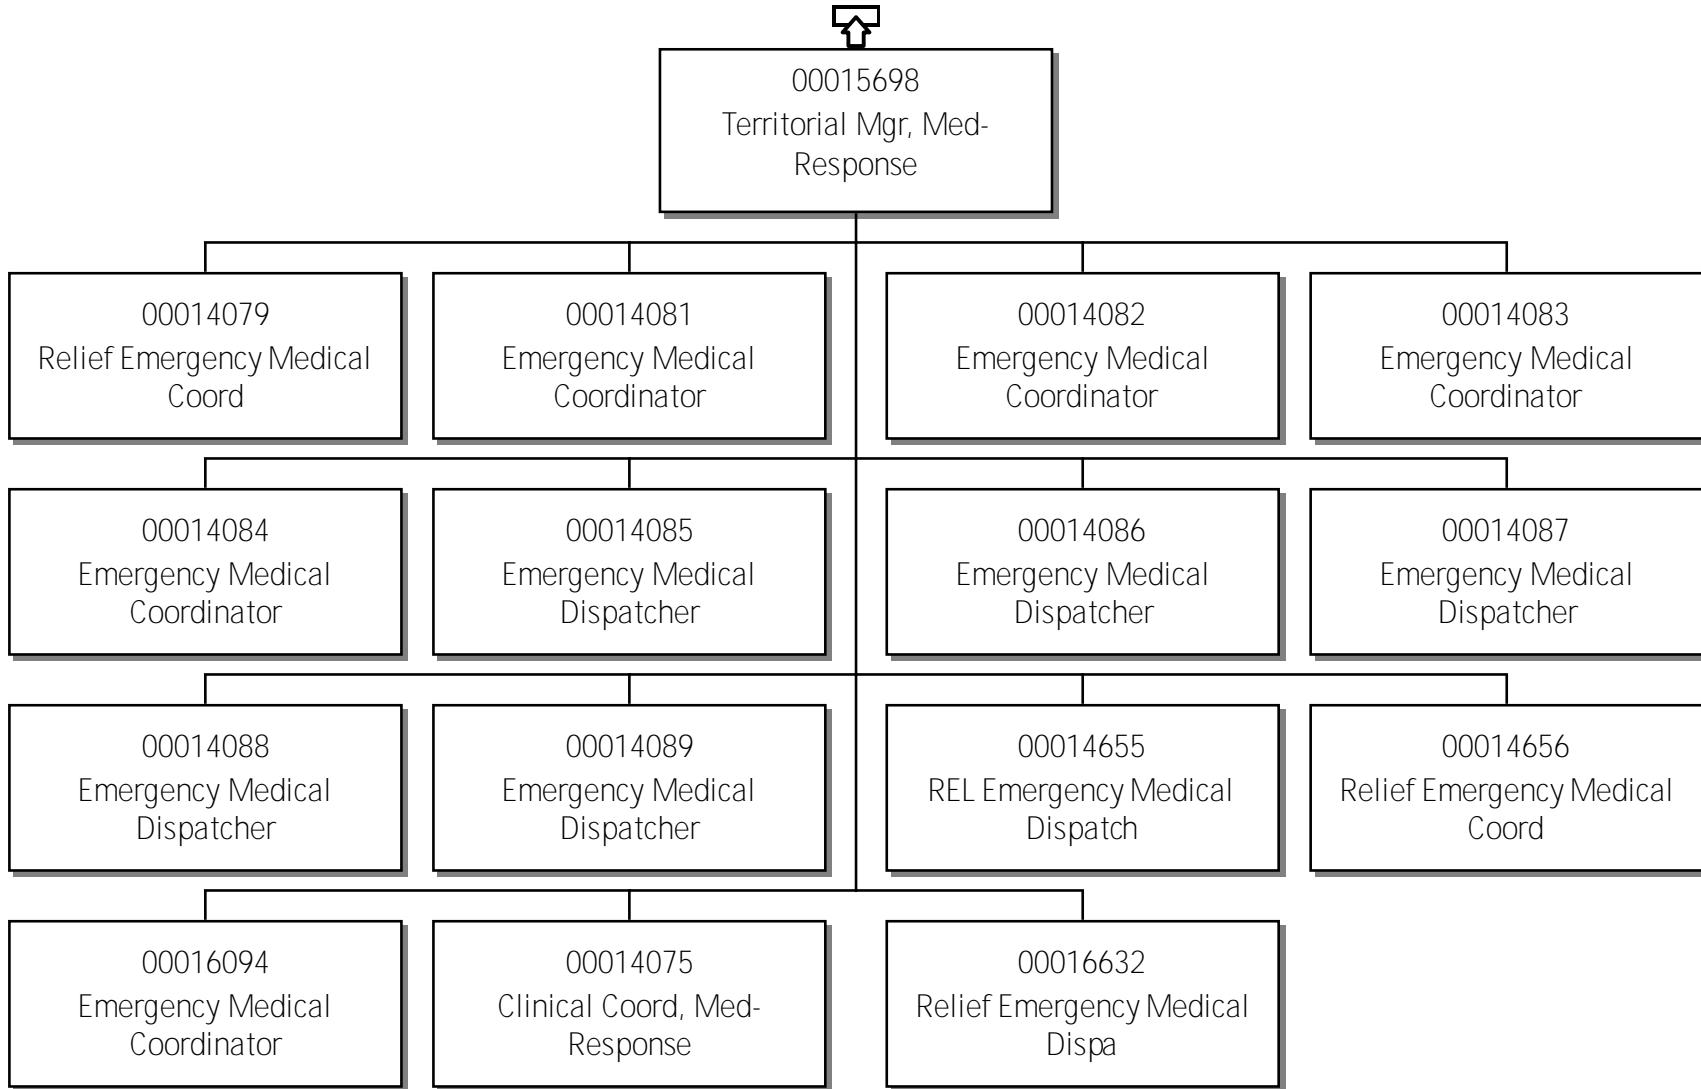 00015698
Territorial Mgr, Med-
Response
00014079
Relief Emergency Medical
Coord
00014081
Emergency Medical
Coordinator
00014082
Emergency Medical
Coordinator
00014083
Emergency Medical
Coordinator
00014084
Emergency Medical
Coordinator
00014085
Emergency Medical
Dispatcher
00014086
Emergency Medical
Dispatcher
00014087
Emergency Medical
Dispatcher
00014088
Emergency Medical
Dispatcher
00014089
Emergency Medical
Dispatcher
00014655
REL Emergency Medical
Dispatch
00014656
Relief Emergency Medical
Coord
00016094
Emergency Medical
Coordinator
00014075
Clinical Coord, Med-
Response
00016632
Relief Emergency Medical
Dispa